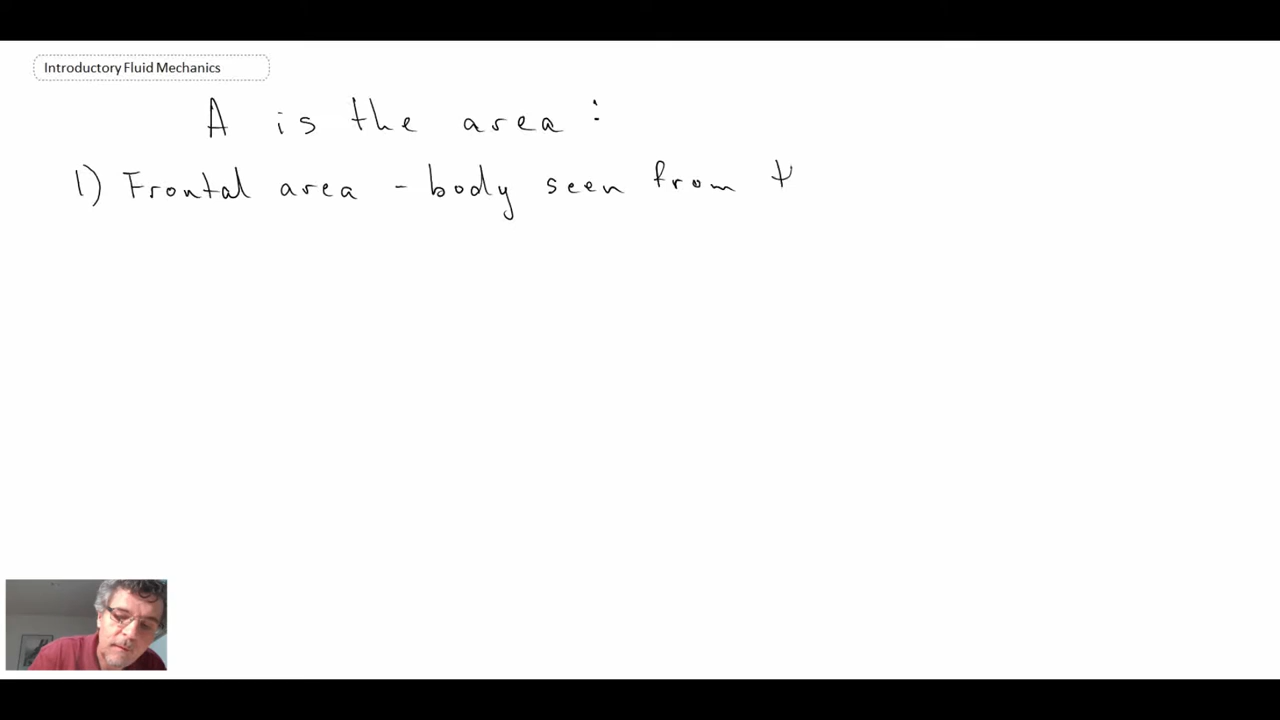 Introductory Fluid Mechanics
A is the area:
1) Frontal area - body seen from t